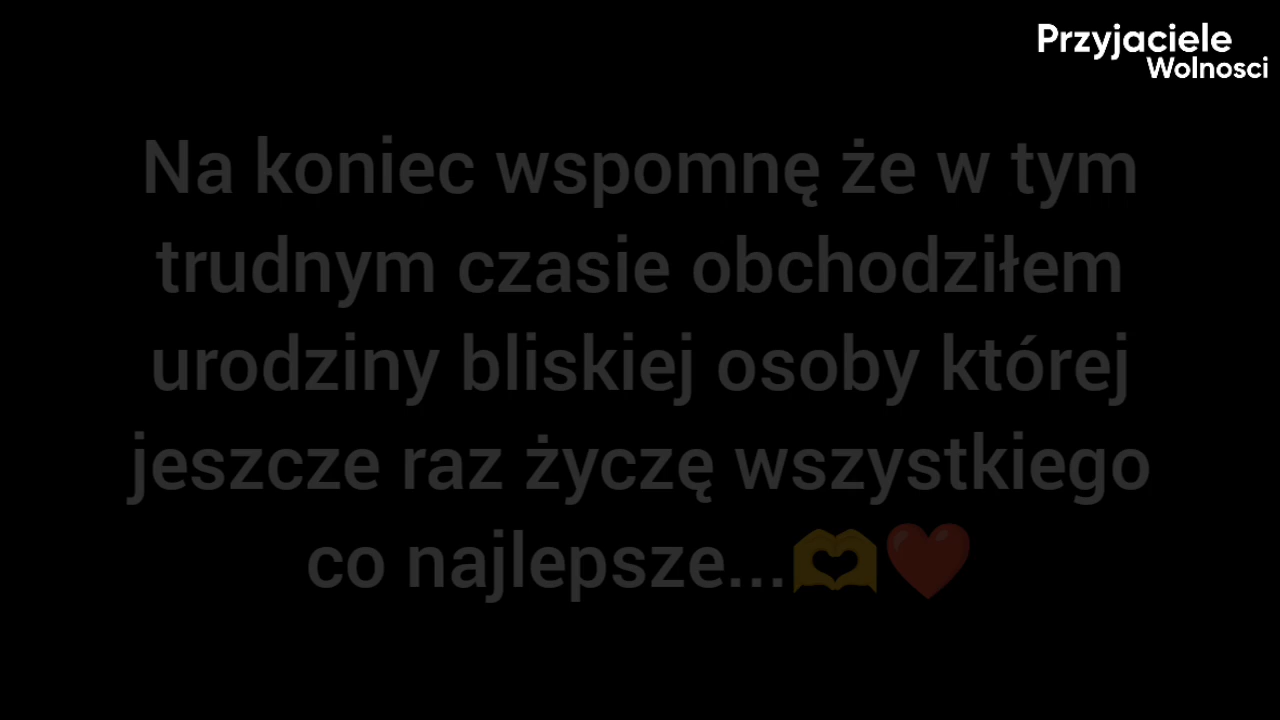 Przyjaciele
Wolnosci
Na koniec wspomnę że w tym
trudnym czasie obchodziłem
urodziny bliskiej osoby której
jeszcze raz życzę wszystkiego
co najlepsze...🫶❤️